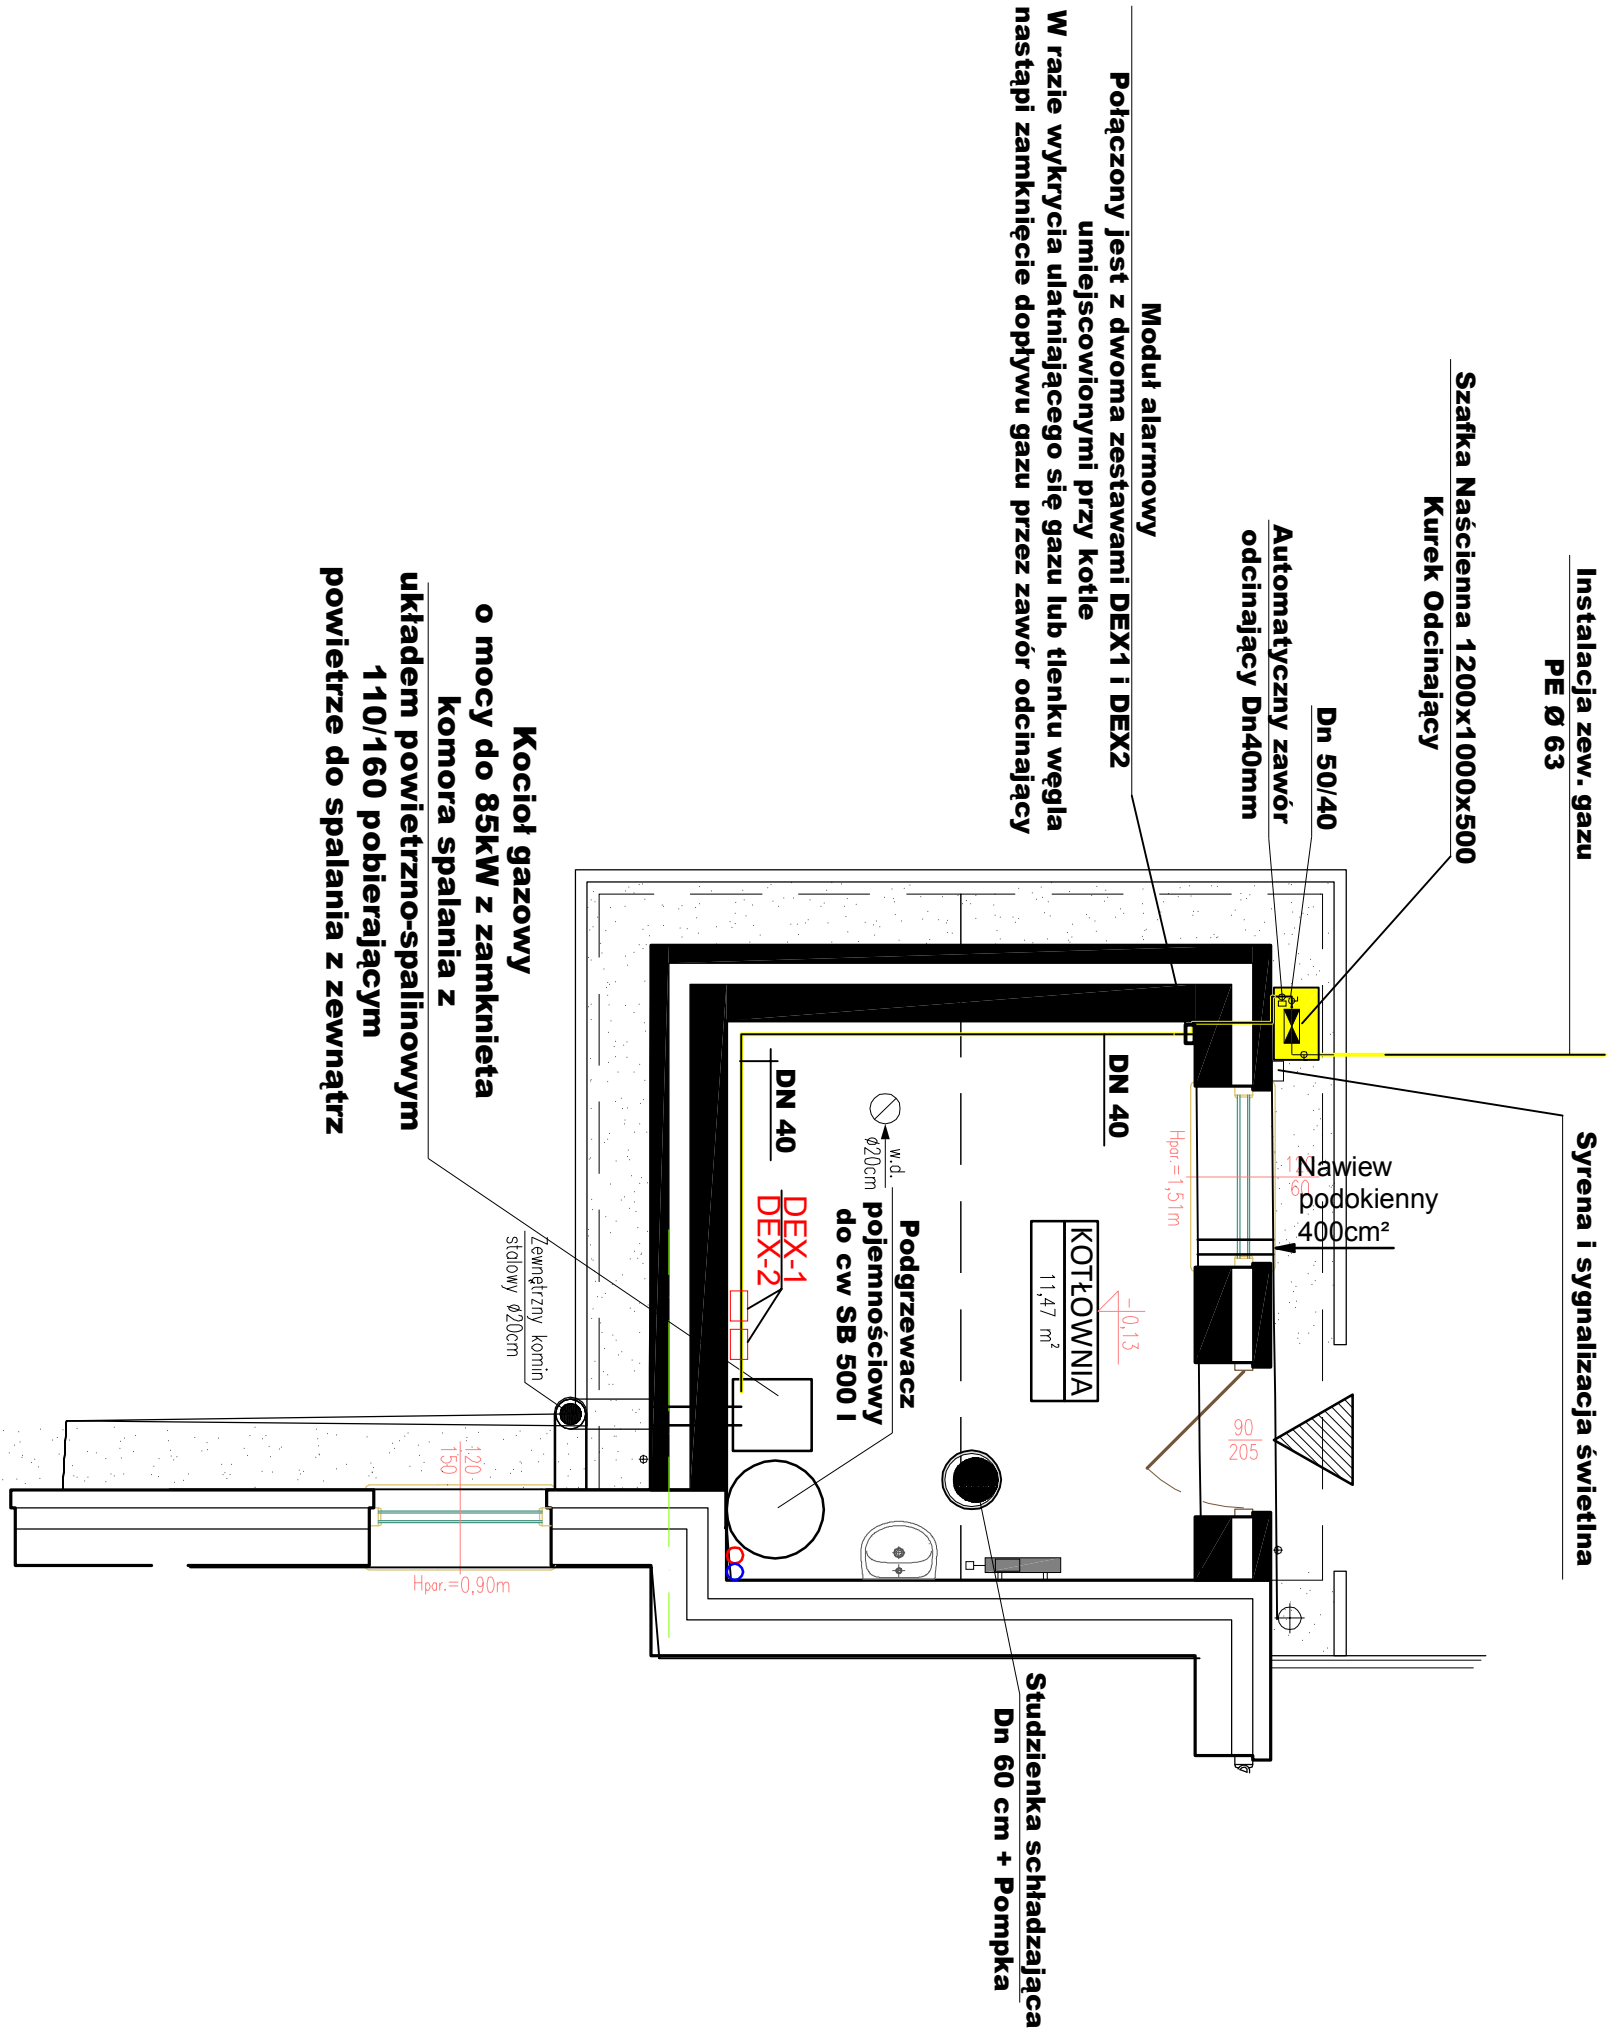 Instalacja zew. gazu
PE Ø 63
Szafka Naścienna 1200x1000x500
Kurek Odcinający
Dn 50/40
Automatyczny zawór
odcinający Dn40mm
Moduł alarmowy
Połączony jest z dwoma zestawami DEX1 i DEX2
umiejscowionymi przy kotle
W razie wykrycia ulatniającego się gazu lub tlenku węgla
nastąpi zamknięcie dopływu gazu przez zawór odcinający
Kocioł gazowy
o mocy do 85kW z zamknieta
komora spalania z
układem powietrzno-spalinowym
110/160 pobierającym
powietrze do spalania z zewnątrz
Syrena i sygnalizacja świetlna
Nawiew
podokienny
400cm²
120
60
Hpar.=1,51m
DN 40
DN 40
KOTŁOWNIA
11,47 m²
-0,13
90
205
w.d.
Ø20cm
Podgrzewacz
pojemnościowy
do cw SB 500 l
DEX-1
DEX-2
Zewnętrzny komin
stalowy Ø20cm
120
150
Hpar.=0,90m
Studzienka schładzająca
Dn 60 cm + Pompka